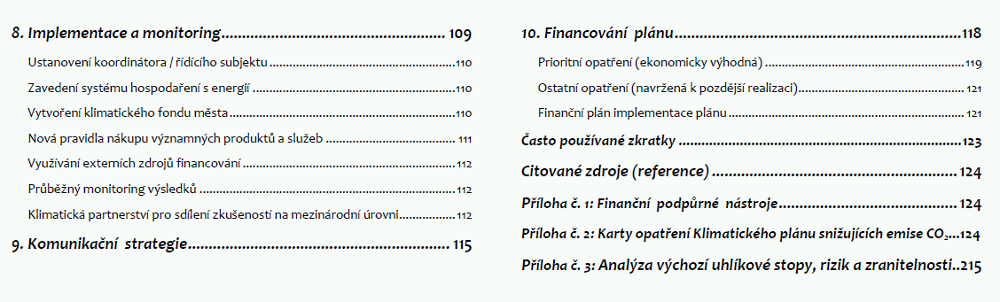 8. Implementace a monitoring.................................................... 109
Ustanovení koordinátora / řídícího subjektu ......................................................110
Zavedení systému hospodaření s energií ...........................................................110
Vytvoření klimatického fondu města..................................................................110
Nová pravidla nákupu významných produktů a služeb ...................................... 111
Využívání externích zdrojů financování ..............................................................112
Průběžný monitoring výsledků ...........................................................................112
Klimatická partnerství pro sdílení zkušeností na mezinárodní úrovni................112
9. Komunikační strategie............................................................. 115
10. Financování plánu...................................................................118
Prioritní opatření (ekonomicky výhodná) ..........................................................119
Ostatní opatření (navržená k pozdější realizaci)................................................ 121
Finanční plán implementace plánu .................................................................... 121
Často používané zkratky ..................................................................123
Citované zdroje (reference) ......................................................... 124
Příloha č. 1: Finanční podpůrné nástroje......................................... 124
Příloha č. 2: Karty opatření Klimatického plánu snižujících emise CO₂...124
Příloha č. 3: Analýza výchozí uhlíkové stopy, rizik a zranitelnosti..215